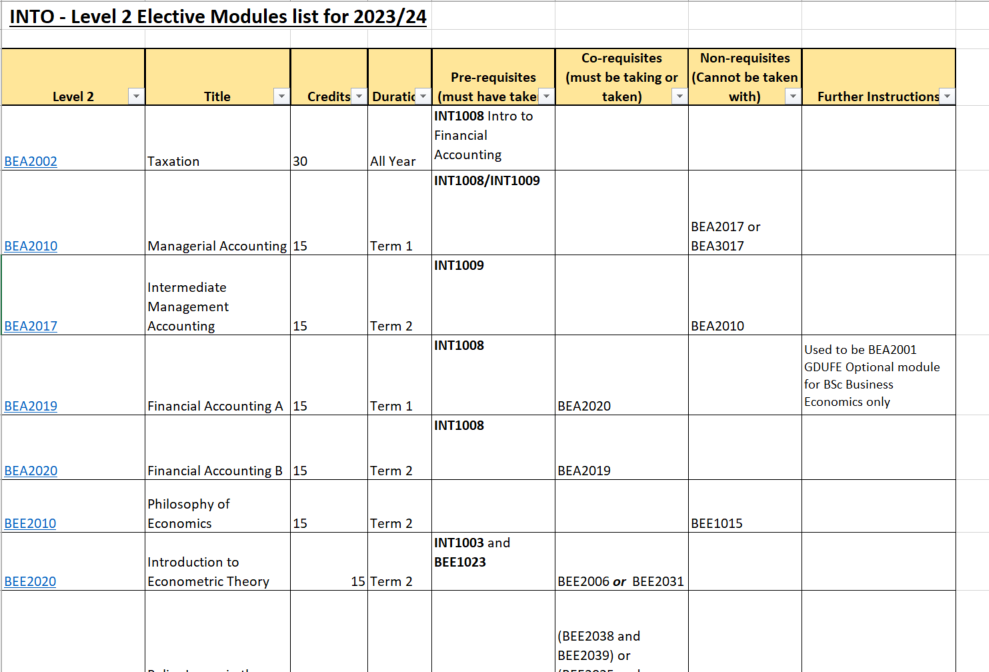 INTO - Level 2 Elective Modules list for 2023/24
Co-requisites
Non-requisites
Pre-requisites
(must be taking or
(Cannot be taken
Level 2
Title
Credits
(must have take
taken)
with)
Further Instructions
BEA2002
Taxation
30
All Year
INT1008 Intro to
Financial
Accounting
BEA2010
Managerial Accounting
15
Term 1
INT1008/INT1009
BEA2017 or
BEA3017
BEA2017
Intermediate
Management
Accounting
15
Term 2
INT1009
BEA2010
BEA2019
Financial Accounting A
15
Term 1
INT1008
BEA2020
Used to be BEA2001
GDUFE Optional module
for BSc Business
Economics only
BEA2020
Financial Accounting B
15
Term 2
INT1008
BEA2019
BEE2010
Philosophy of
Economics
15
Term 2
BEE1015
BEE2020
Introduction to
Econometric Theory
15
Term 2
INT1003 and
BEE1023
BEE2006 or BEE2031
(BEE2038 and
BEE2039) or